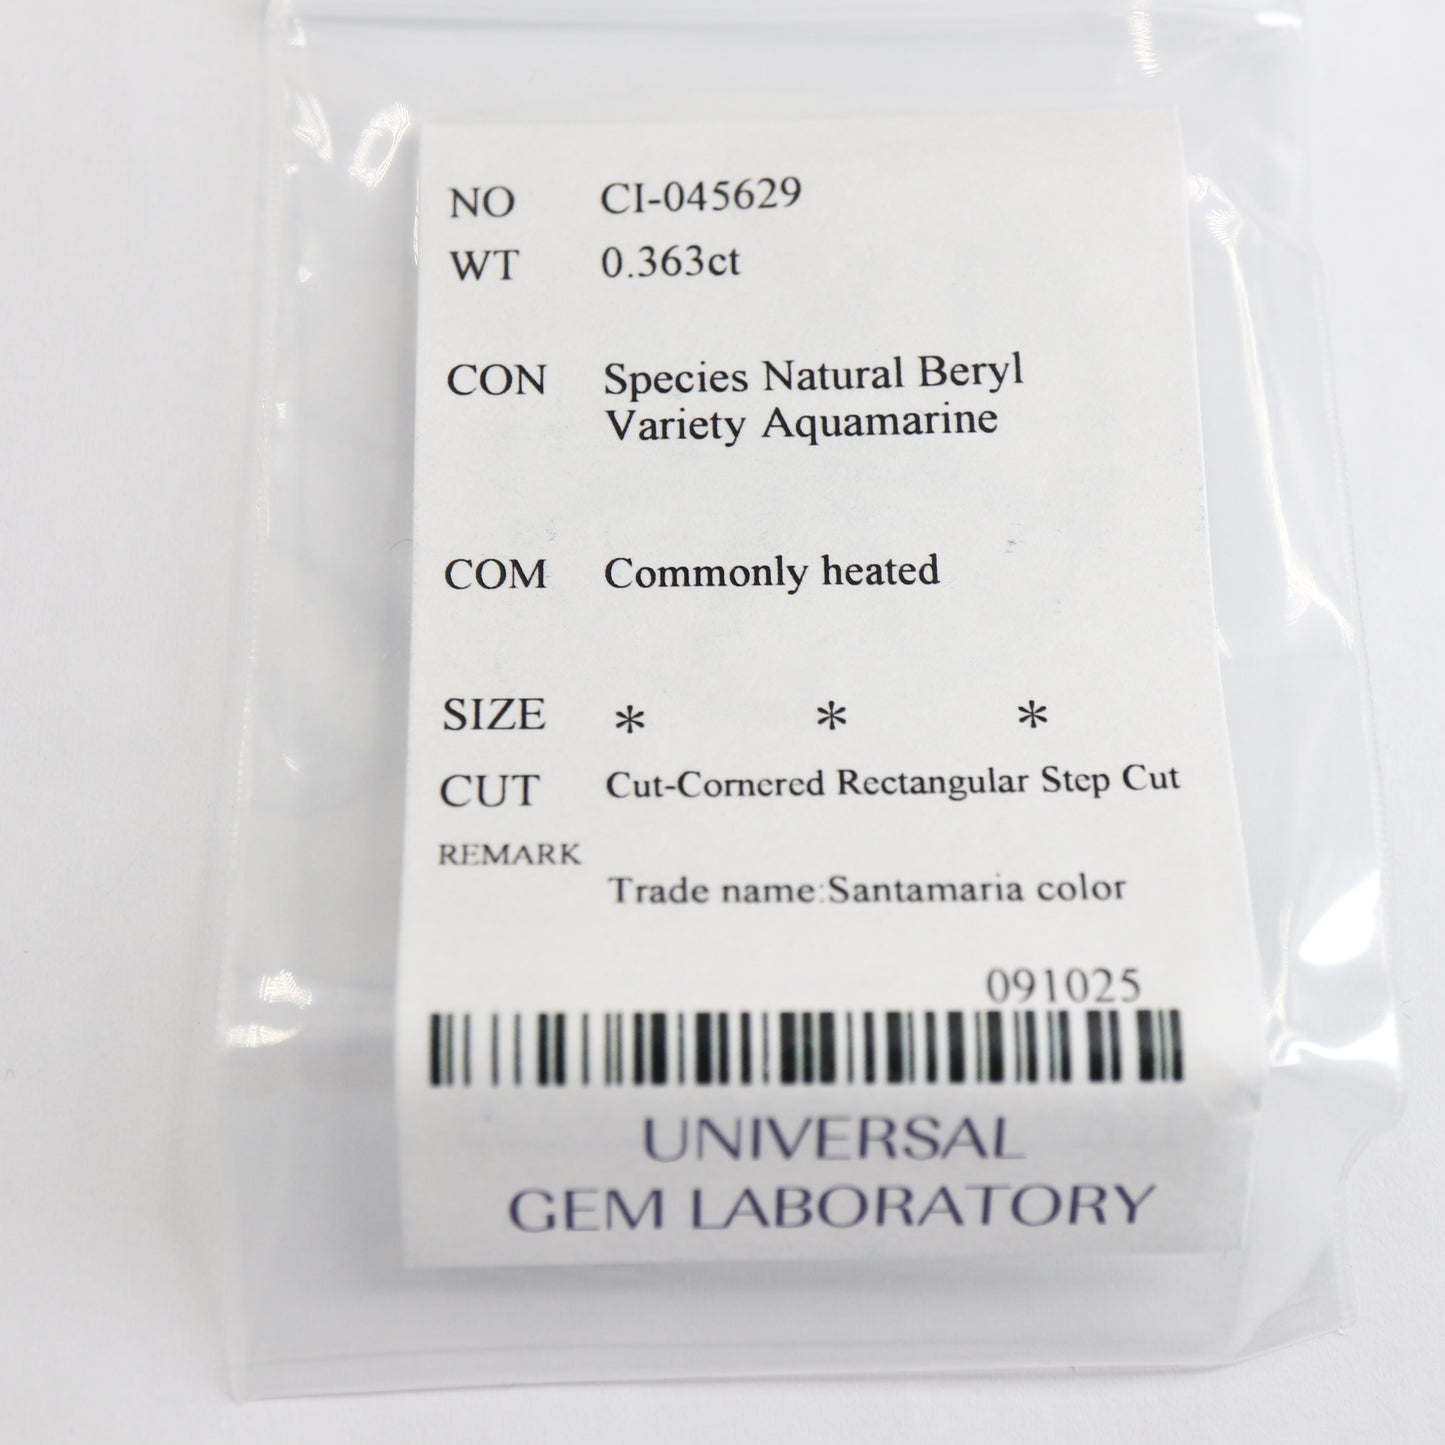 NO CI-045629
WT 0.363ct
CON Species Natural Beryl
Variety Aquamarine
COM Commonly heated
SIZE * * *
CUT Cut-Cornered Rectangular Step Cut
REMARK
Trade name:Santamaria color
091025
UNIVERSAL
GEM LABORATORY